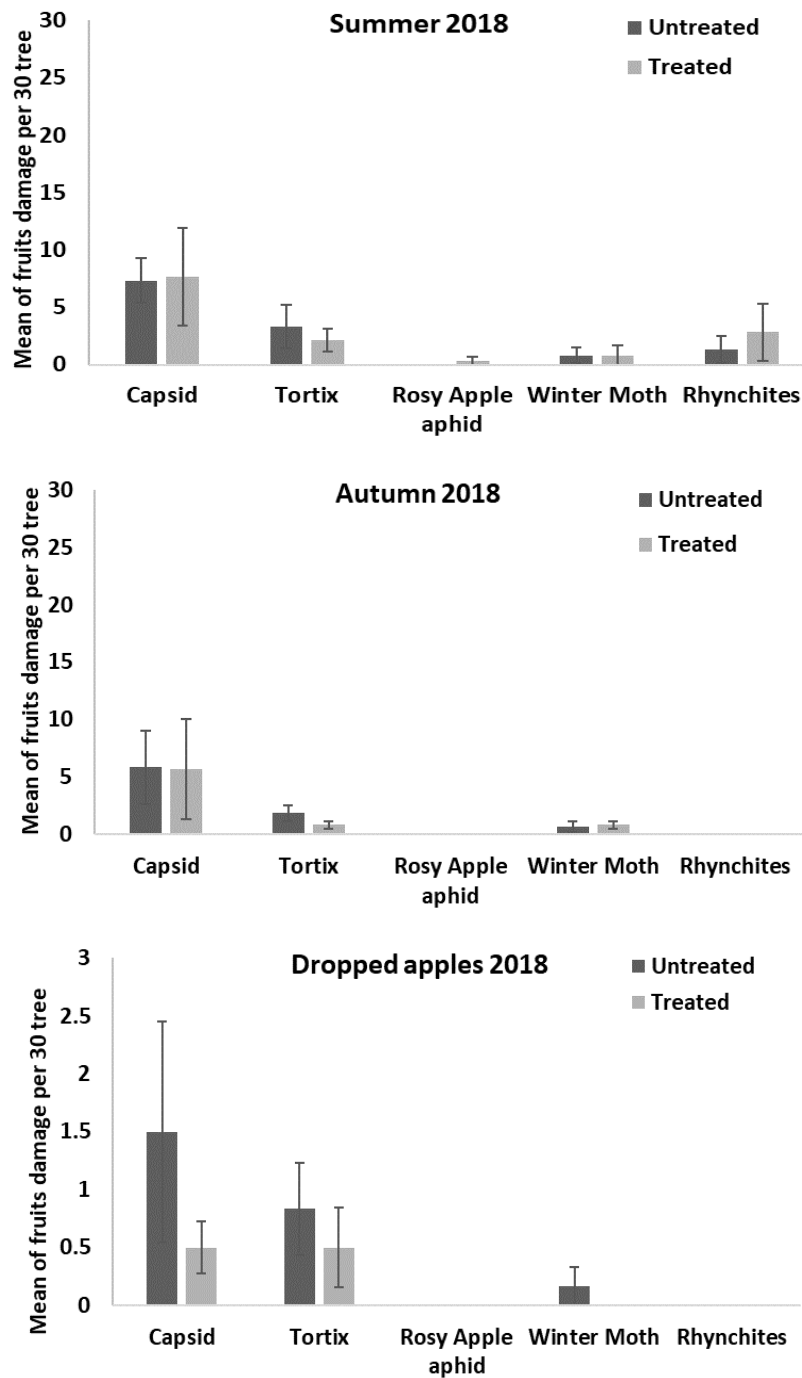 Summer 2018
Untreated
Treated
Mean of fruits damage per 30 tree
30
25
20
15
10
5
0
Capsid
Tortix
Rosy Apple
aphid
Winter Moth
Rhynchites
Autumn 2018
Untreated
Treated
Mean of fruits damage per 30 tree
30
25
20
15
10
5
0
Capsid
Tortix
Rosy Apple
aphid
Winter Moth
Rhynchites
Dropped apples 2018
Untreated
Treated
Mean of fruits damage per 30 tree
3
2.5
2
1.5
1
0.5
0
Capsid
Tortix
Rosy Apple
aphid
Winter Moth
Rhynchites